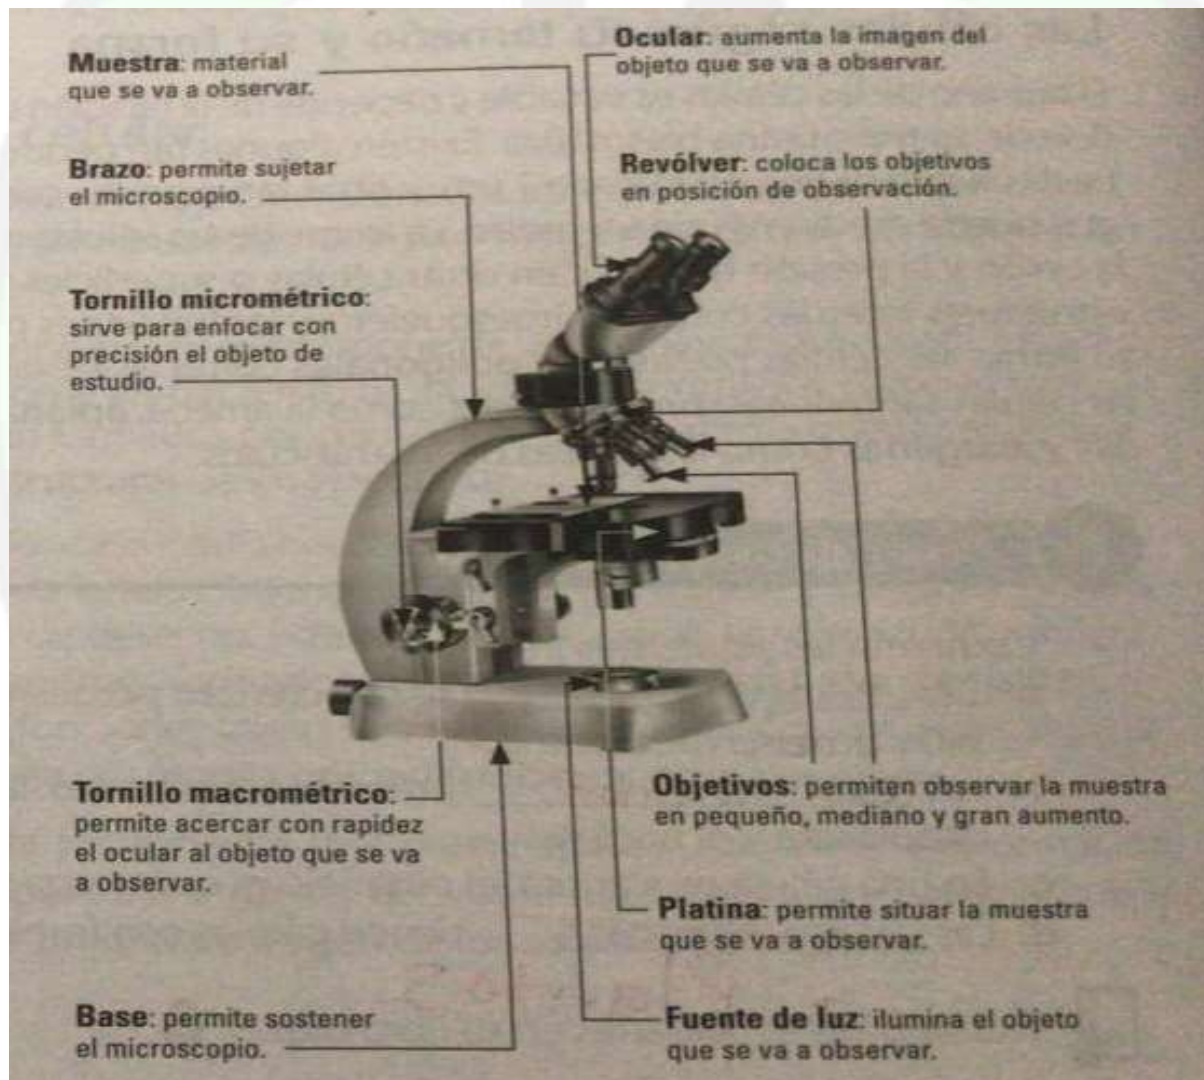 Muestra: material
que se va a observar.
Ocular: aumenta la imagen del
objeto que se va a observar.
Brazo: permite sujetar
el microscopio.
Revólver: coloca los objetivos
en posición de observación.
Tornillo micrométrico:
sirve para enfocar con
precisión el objeto de
estudio.
Tornillo macrométrico:
permite acercar con rapidez
el ocular al objeto que se va
a observar.
Objetivos: permiten observar la muestra
en pequeño, mediano y gran aumento.
Platina: permite situar la muestra
que se va a observar.
Base: permite sostener
el microscopio.
Fuente de luz: ilumina el objeto
que se va a observar.